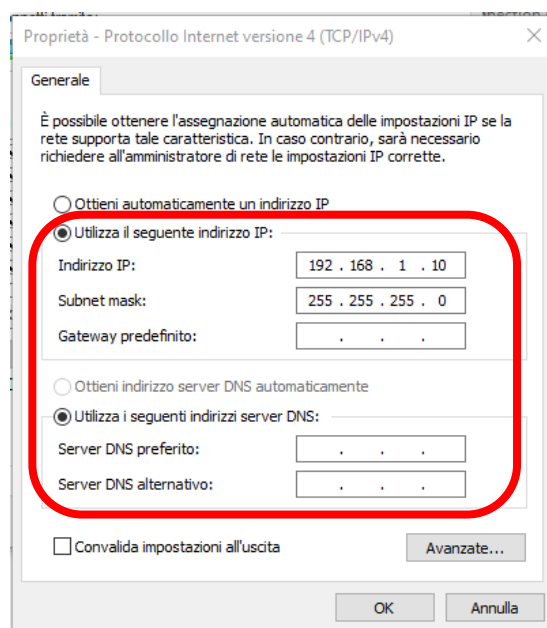 Proprietà - Protocollo Internet versione 4 (TCP/IPv4)
Generale
È possibile ottenere l'assegnazione automatica delle impostazioni IP se la
rete supporta tale caratteristica. In caso contrario, sarà necessario
richiedere all'amministratore di rete le impostazioni IP corrette.
Ottieni automaticamente un indirizzo IP
Utilizza il seguente indirizzo IP:
Indirizzo IP: 192 . 168 . 1 . 10
Subnet mask: 255 . 255 . 255 . 0
Gateway predefinito: . . .
Ottieni indirizzo server DNS automaticamente
Utilizza i seguenti indirizzi server DNS:
Server DNS preferito: . . .
Server DNS alternativo: . . .
Convalida impostazioni all'uscita Avanzate...
OK Annulla